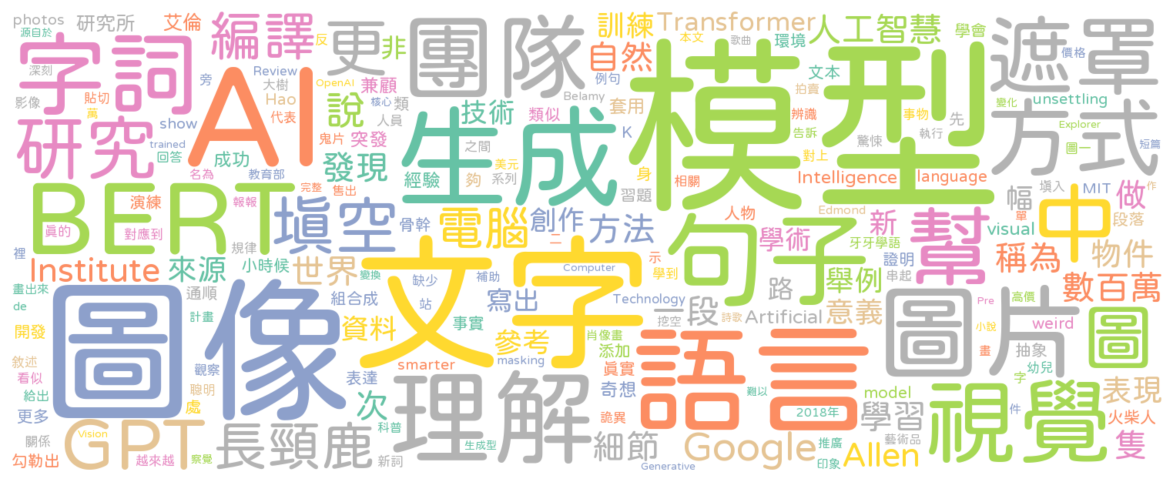 photos 研究所 艾倫 編譯 更 團隊 訓練 Transformer 人工智慧 學會 遮罩
源自於 反 非 本文 歌曲 環境 價格
字詞 AI 自然 例句 模型
深刻 Review OpenAI 兼顧 文本 拍賣
影像 貼切 大樹 說 技術 類似 Belamy 套用 辨識 事物 先 變化 unsettling
萬 Hao 類 核心
研究 show 代表 人員 生成 K 告訴 驚悚 執行 Explorer 方式
trained 鬼片 突發 之間 圖一 短篇
回答 成功 教育部 發現 經驗 夠 美元 系列 身 對上
名為 完整 售出 習題 相關 Intelligence language 幅 填入 MIT 做 作
BERT 演練 報報 填空 電腦 骨幹 創作 方法 句子 人物 Edmond 新 幫 單 visual 中 段落
真的 對應到 規律 二 示 學術 牙牙學語 舉例 證明 稱為 物件
裡 Institute 來源 小時候 世界 變換 缺少 補助 Computer 學到 串起 數百萬
畫出來 通順 組合成 文字 站 寫出 Technology 一段 路 Pre 高價
de 計畫 圖像 挖空 詩歌 Artificial 意義 圖片 小說 weird 圖
開發 資料 事實 參考 肖像畫 添加 語言 畫 抽象
敘述 觀察 smarter masking 真實 幼兒
看似 聰明 表達 理解 奇想 難以 model 字 視覺 表現
給出 處 次 詭異 2018年 學習 件 火柴人
更多 GPT 長頸鹿 科普 細節 Google 推廣 藝術品 隻
關係 Vision 生成型 Allen
勾勒出 越來越 察覺 新詞 Generative 印象